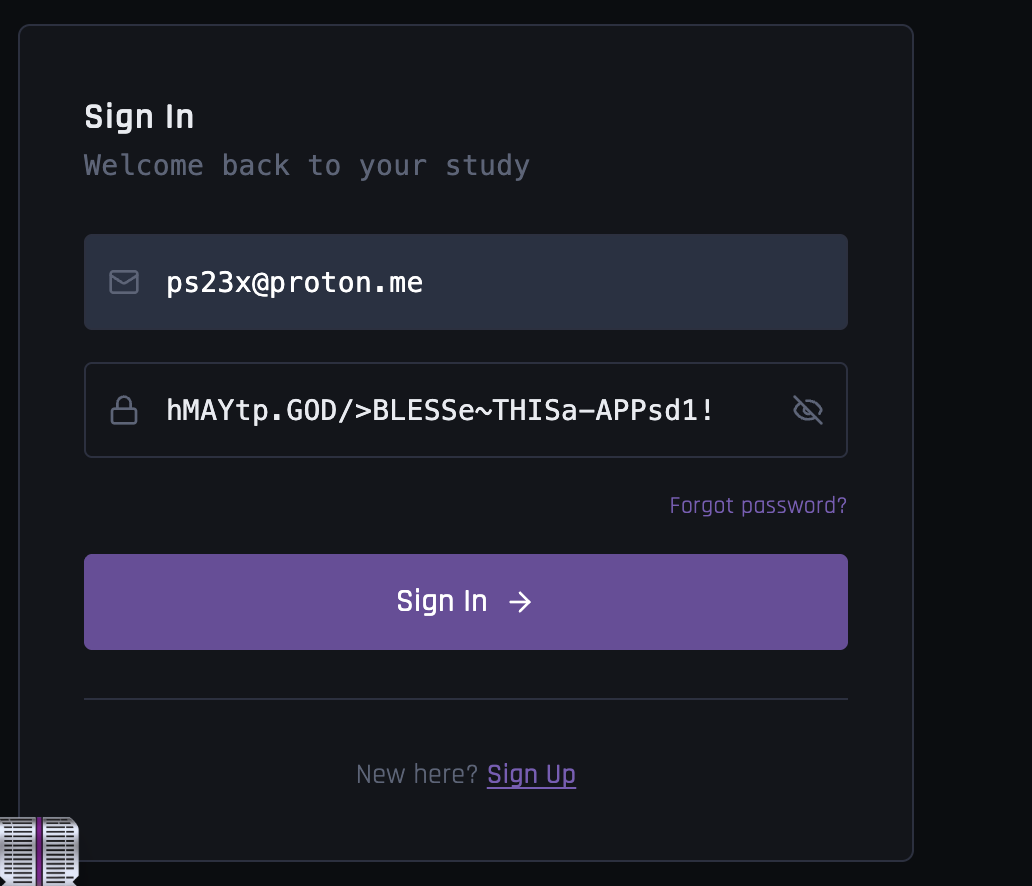 Sign In
Welcome back to your study
ps23x@proton.me
hMAYtp.GOD/>BLESSe~THISa-APPsd1!
Forgot password?
Sign In →
New here? Sign Up